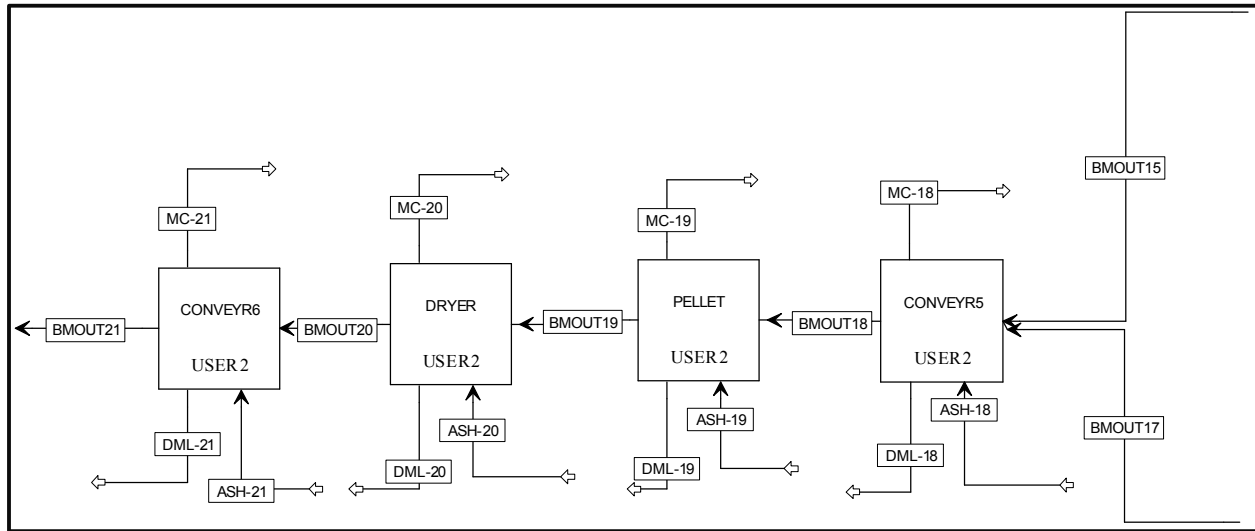 BMOUT15
MC-21
MC-20
MC-19
MC-18
CONVEYR6
USER2
DRYER
USER2
PELLET
USER2
CONVEYR5
USER2
BMOUT21
BMOUT20
BMOUT19
BMOUT18
BMOUT17
DML-21
ASH-21
DML-20
ASH-20
DML-19
ASH-19
DML-18
ASH-18